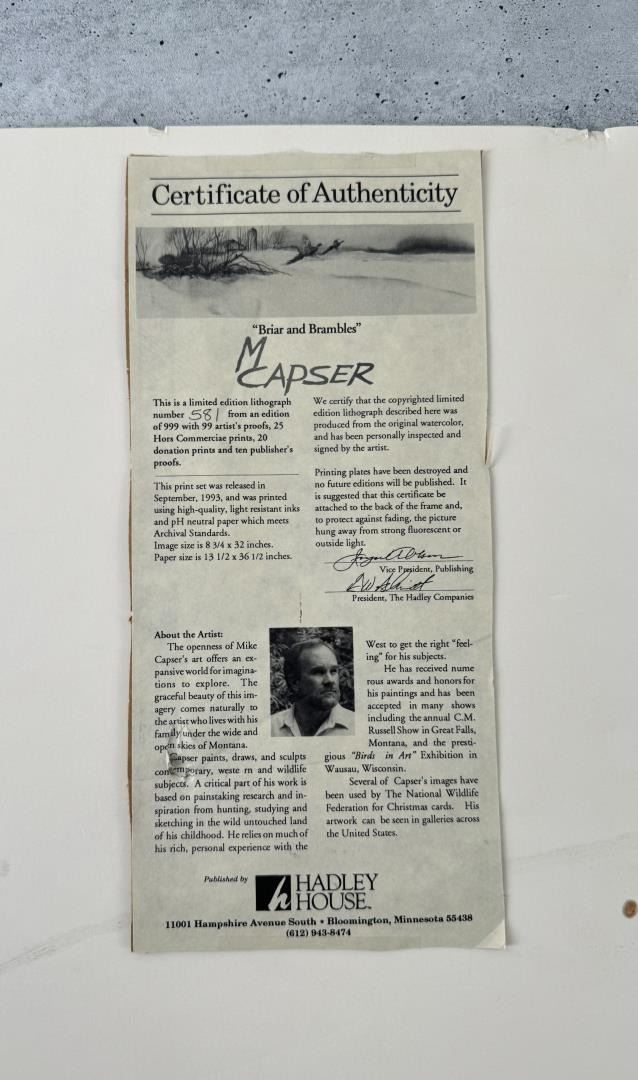 Certificate of Authenticity
"Briar and Brambles"
M
CAPSER
This is a limited edition lithograph
number 581 from an edition
of 999 with 99 artist's proofs, 25
Hors Commerciae prints, 20
donation prints and ten publisher's
proofs.
This print set was released in
September, 1993, and was printed
using high-quality, light resistant inks
and pH neutral paper which meets
Archival Standards.
Image size is 8 3/4 x 32 inches.
Paper size is 13 1/2 x 36 1/2 inches.
We certify that the copyrighted limited
edition lithograph described here was
produced from the original watercolor,
and has been personally inspected and
signed by the artist.
Printing plates have been destroyed and
no future editions will be published. It
is suggested that this certificate be
attached to the back of the frame and,
to protect against fading, the picture
hung away from strong fluorescent or
outside light.
Vice President, Publishing
President, The Hadley Companies
About the Artist:
The openness of Mike
Capser's art offers an ex-
pansive world for imagina-
tions to explore. The
graceful beauty of this im-
agery comes naturally to
the artist who lives with his
family under the wide and
open skies of Montana.
Capser paints, draws, and sculpts
contemporary, weste rn and wildlife
subjects. A critical part of his work is
based on painstaking research and in-
spiration from hunting, studying and
sketching in the wild untouched land
of his childhood. He relies on much of
his rich, personal experience with the
West to get the right "feel-
ing" for his subjects.
He has received nume
rous awards and honors for
his paintings and has been
accepted in many shows
including the annual C.M.
Russell Show in Great Falls,
Montana, and the presti-
gious "Birds in Art" Exhibition in
Wausau, Wisconsin.
Several of Capser's images have
been used by The National Wildlife
Federation for Christmas cards. His
artwork can be seen in galleries across
the United States.
Published by
h HADLEY
HOUSE™
11001 Hampshire Avenue South • Bloomington, Minnesota 55438
(612) 943-8474